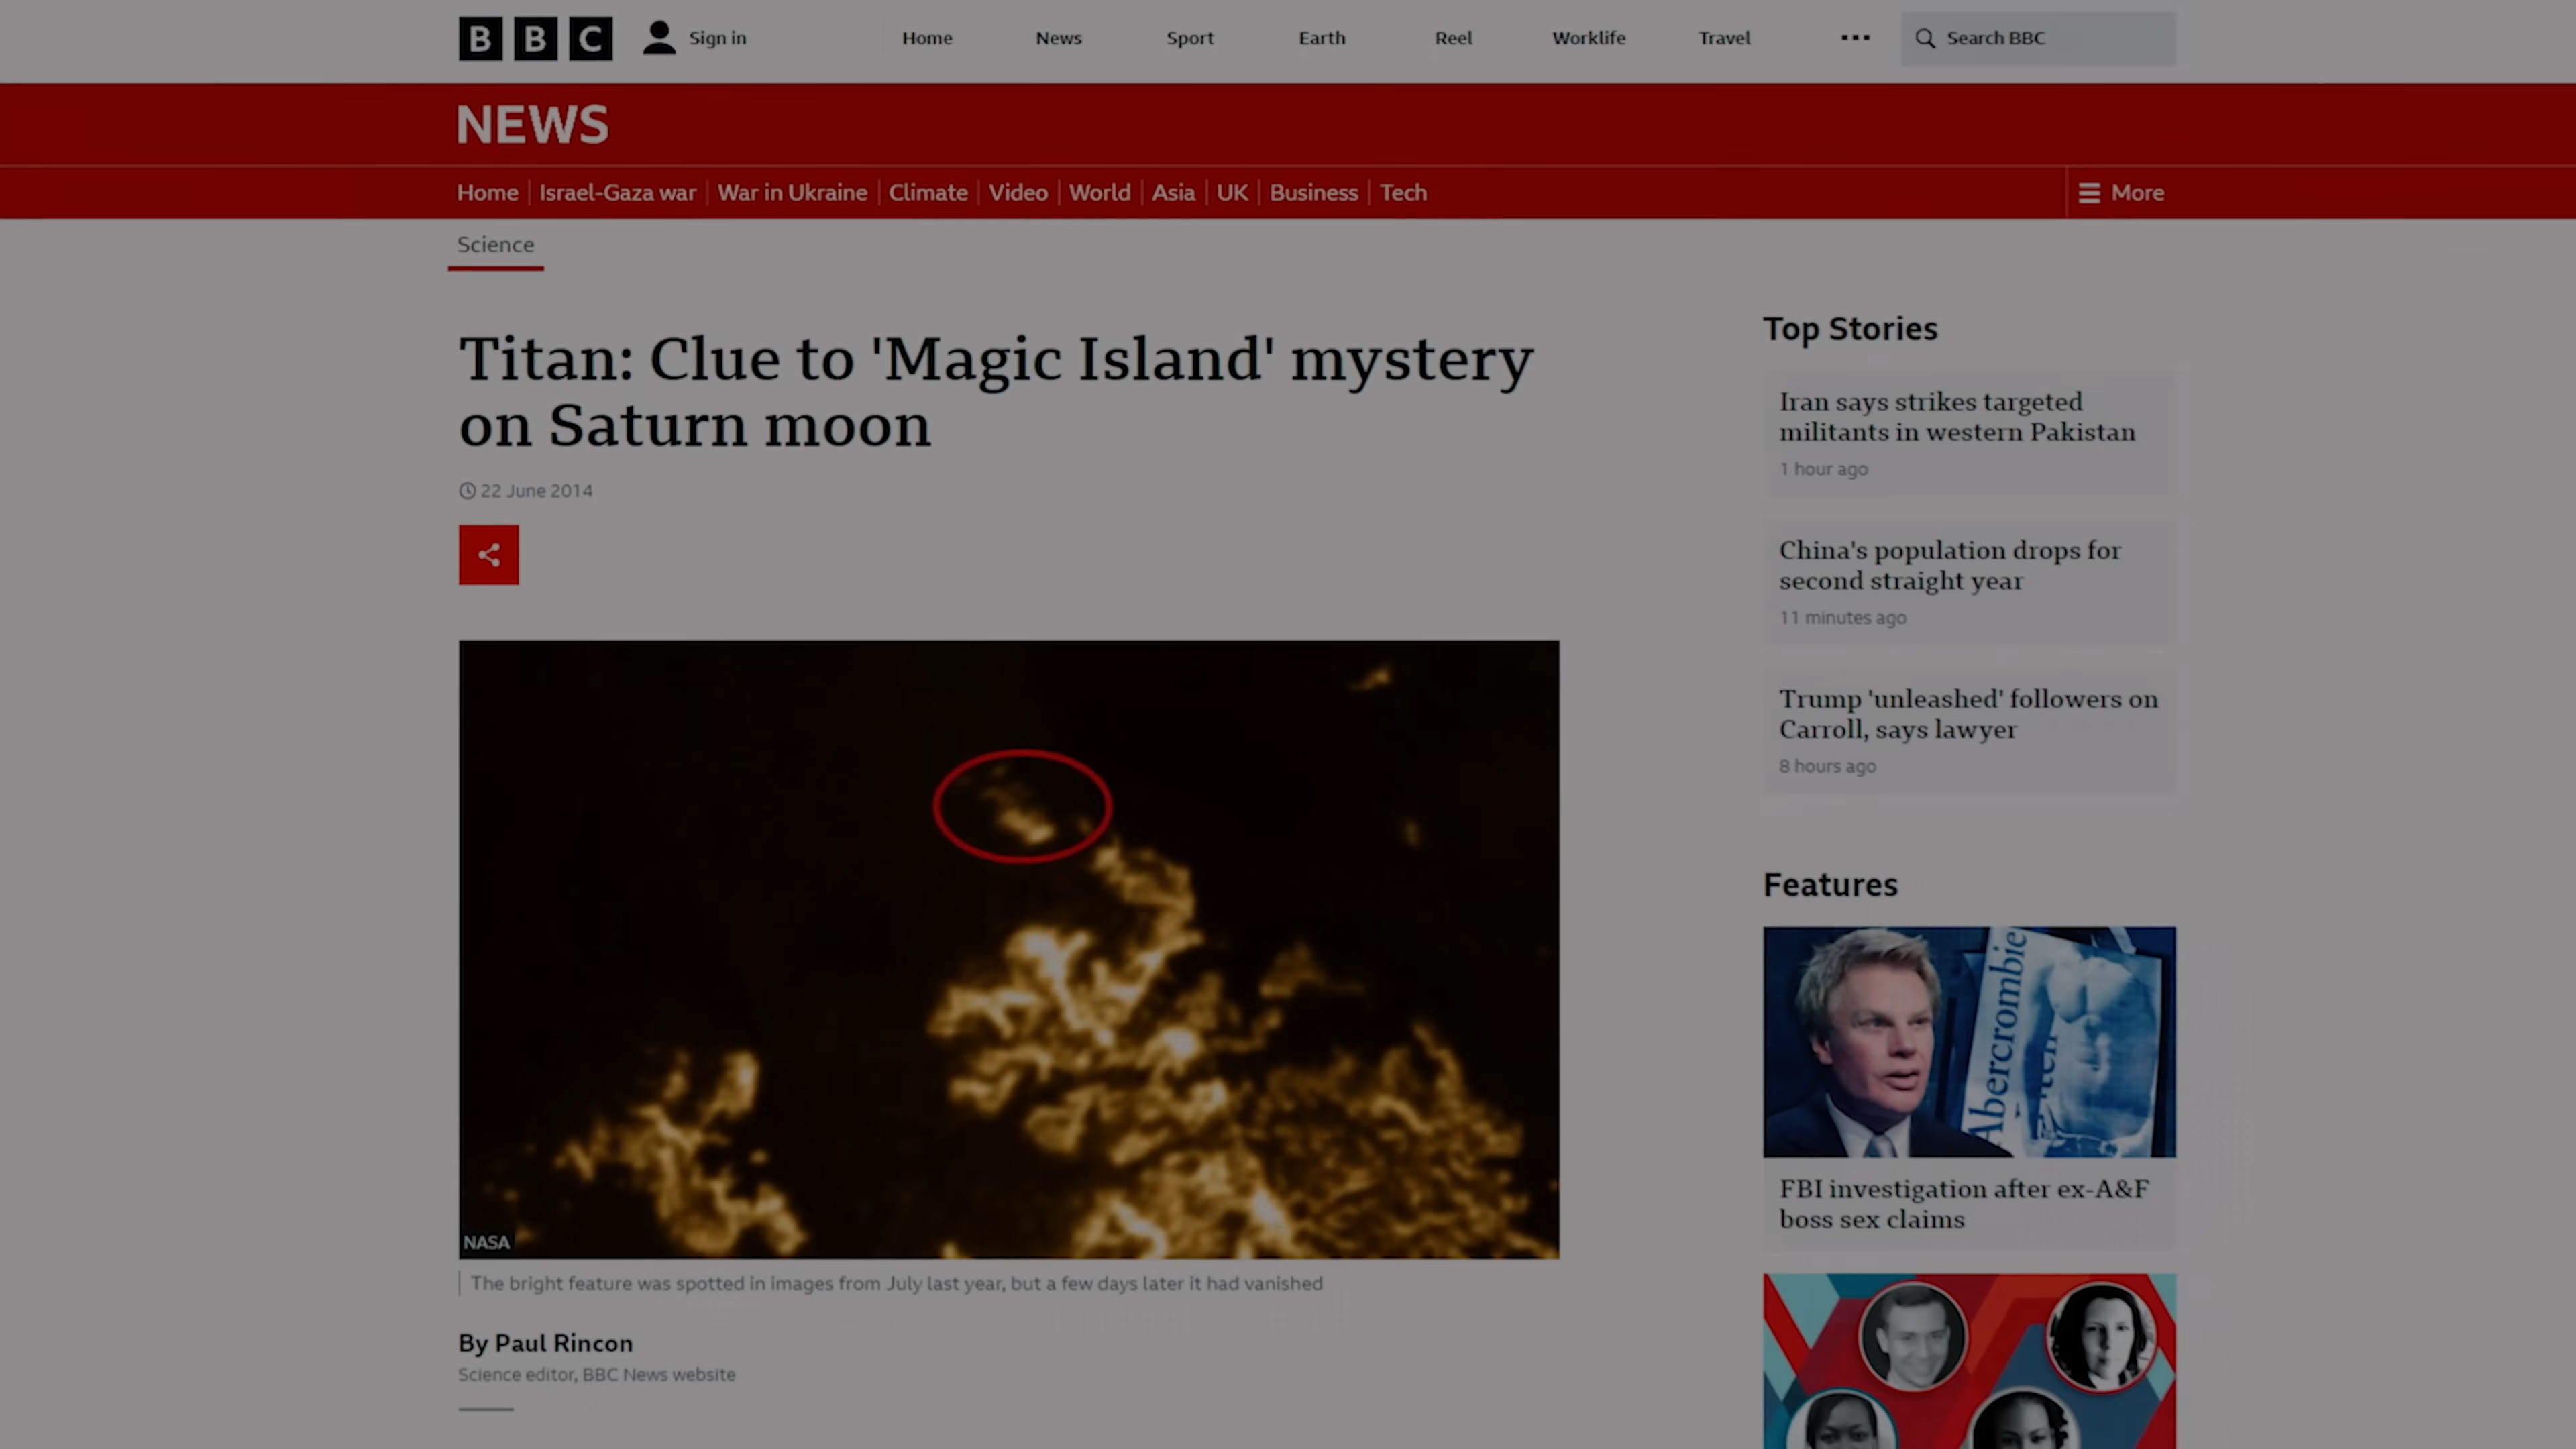 BBC
Sign in
Home
News
Sport
Earth
Reel
Worklife
Travel
Search BBC
NEWS
Home
Israel-Gaza war
War in Ukraine
Climate
Video
World
Asia
UK
Business
Tech
More
Science
Titan: Clue to 'Magic Island' mystery
on Saturn moon
22 June 2014
NASA
The bright feature was spotted in images from July last year, but a few days later it had vanished
By Paul Rincon
Science editor, BBC News website
Top Stories
Iran says strikes targeted
militants in western Pakistan
1 hour ago
China's population drops for
second straight year
11 minutes ago
Trump 'unleashed' followers on
Carroll, says lawyer
8 hours ago
Features
Abercrombie
FBI investigation after ex-A&F
boss sex claims